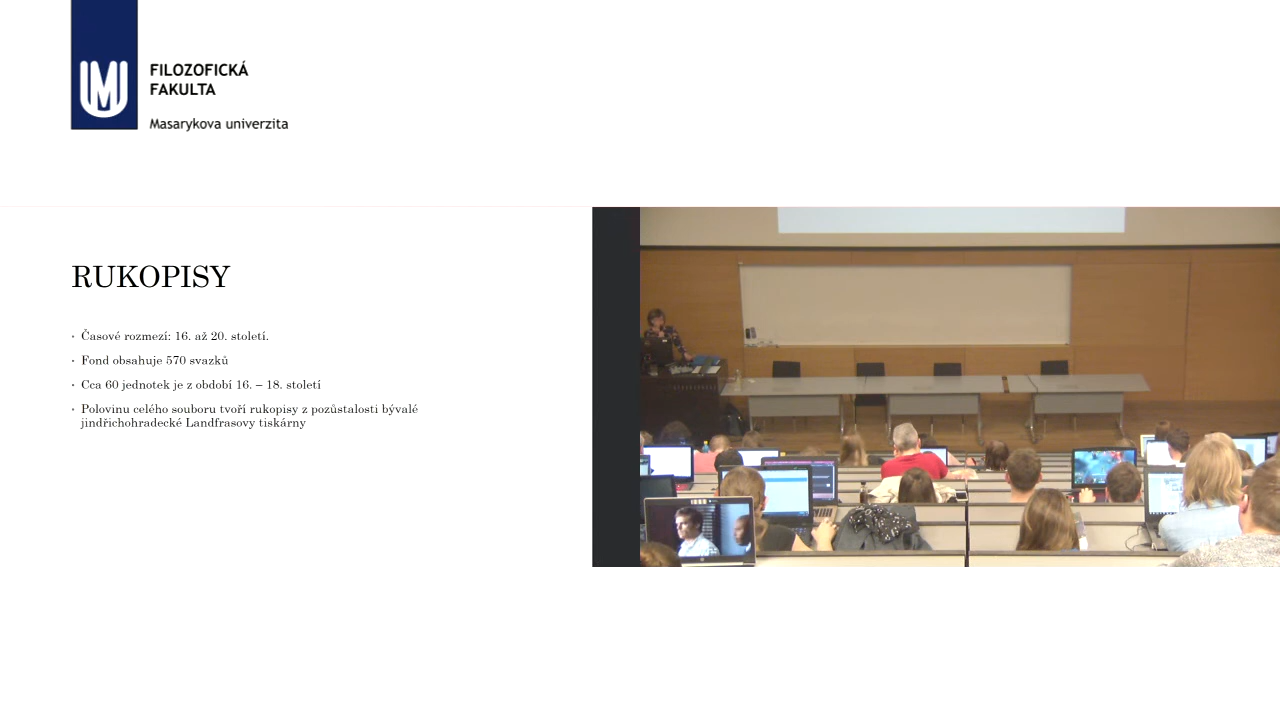 FILOZOFICKÁ
FAKULTA
Masarykova univerzita
RUKOPISY
• Časové rozmezí: 16. až 20. století.
• Fond obsahuje 570 svazků
• Cca 60 jednotek je z období 16. – 18. století
• Polovinu celého souboru tvoří rukopisy z pozůstalosti bývalé
jindřichohradecké Landfrasovy tiskárny